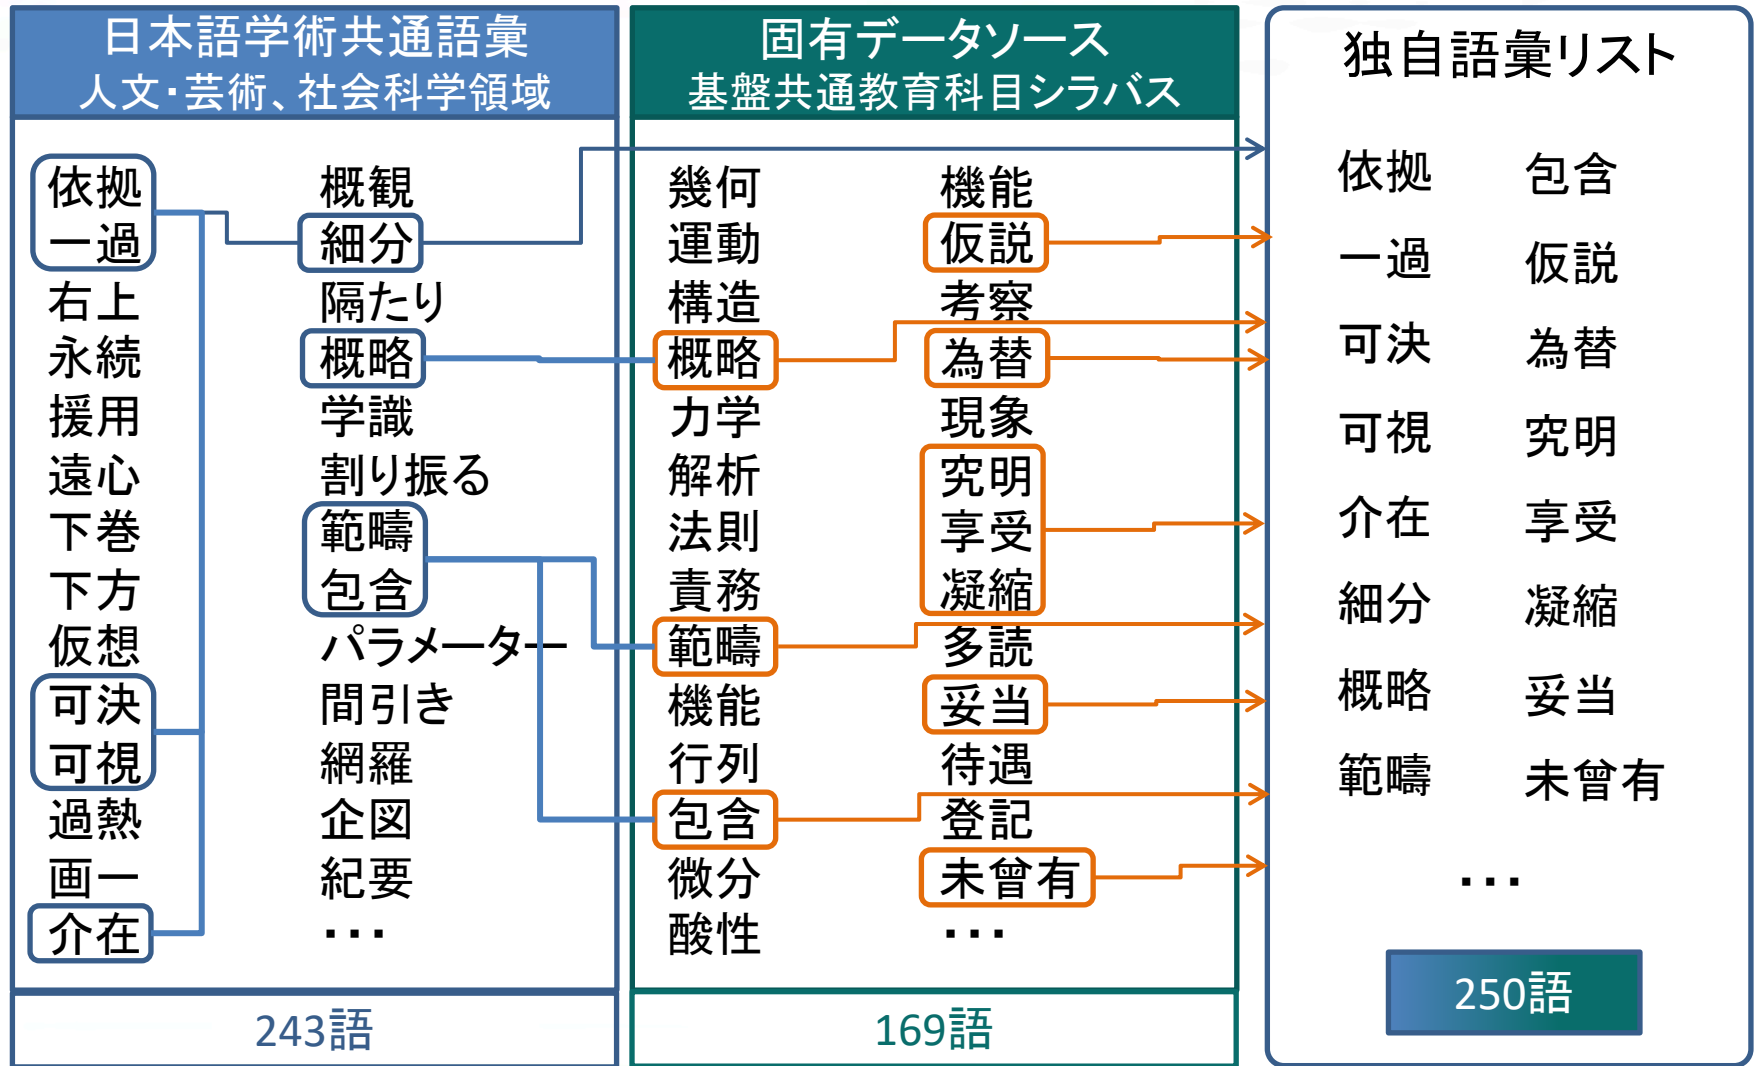 日本語学術共通語彙
人文・芸術、社会科学領域
依拠
一過
右上
永続
援用
遠心
下巻
下方
仮想
可決
可視
過熱
画一
介在
概観
細分
隔たり
概略
学識
割り振る
範疇
包含
パラメーター
間引き
網羅
企図
紀要
・・・
243語
固有データソース
基盤共通教育科目シラバス
幾何
運動
構造
概略
力学
解析
法則
責務
範疇
機能
行列
包含
微分
酸性
機能
仮説
考察
為替
現象
究明
享受
凝縮
多読
妥当
待遇
登記
未曾有
・・・
169語
独自語彙リスト
依拠
一過
可決
可視
介在
細分
概略
範疇
包含
仮説
為替
究明
享受
凝縮
妥当
未曾有
・・・
250語